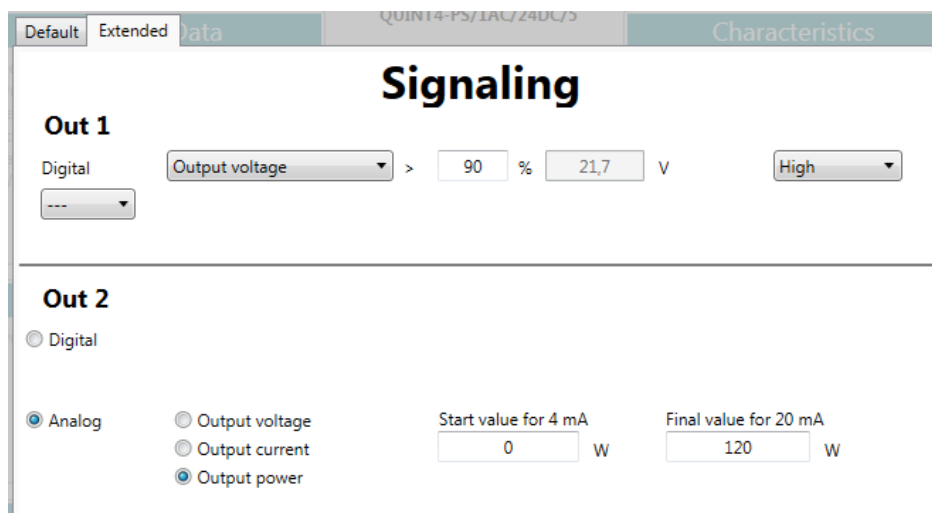 QUINT4-PS/1AC/24DC/5
Default Extended Data Characteristics
Signaling
Out 1
Digital Output voltage > 90 % 21,7 V High
---
Out 2
Digital
Analog Output voltage Start value for 4 mA Final value for 20 mA
Output current 0 W 120 W
Output power